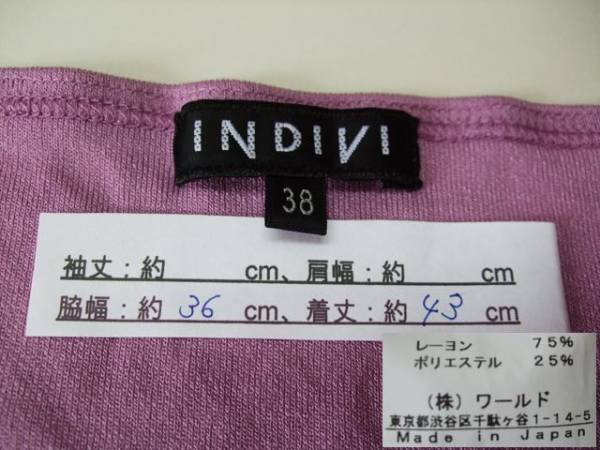 INDIVI
38
袖丈：約　　　cm、肩幅：約　　　cm
脇幅：約 36 cm、着丈：約 43 cm
レーヨン　75%
ポリエステル　25%
（株）ワールド
東京都渋谷区千駄ヶ谷1-14-5
Made in Japan